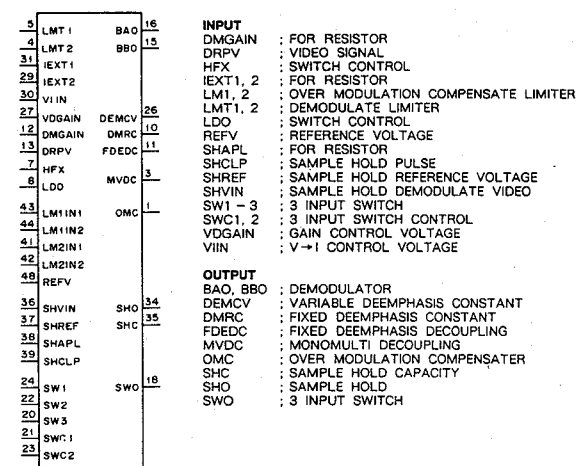 5 LMT1 BAO 16
4 LMT2 BBO 15
31 IEXT1
29 IEXT2
30 VIIN
27 VDGAIN DEMCV 26
12 DMGAIN DMRC 10
13 DRPV FDEDC 11
7 HFX
8 LDO MVDC 3
43 LM1IN1 OMC 1
44 LM1IN2
41 LM2IN1
42 LM2IN2
48 REFV
36 SHVIN SHO 34
37 SHREF SHC 35
38 SHAPL
39 SHCLP
24 SW1 SWO 18
22 SW2
20 SW3
21 SWC1
23 SWC2
INPUT
DMGAIN ; FOR RESISTOR
DRPV ; VIDEO SIGNAL
HFX ; SWITCH CONTROL
IEXT1, 2 ; FOR RESISTOR
LM1, 2 ; OVER MODULATION COMPENSATE LIMITER
LMT1, 2 ; DEMODULATE LIMITER
LDO ; SWITCH CONTROL
REFV ; REFERENCE VOLTAGE
SHAPL ; FOR RESISTOR
SHCLP ; SAMPLE HOLD PULSE
SHREF ; SAMPLE HOLD REFERENCE VOLTAGE
SHVIN ; SAMPLE HOLD DEMODULATE VIDEO
SW1 - 3 ; 3 INPUT SWITCH
SWC1, 2 ; 3 INPUT SWITCH CONTROL
VDGAIN ; GAIN CONTROL VOLTAGE
VIIN ; V→I CONTROL VOLTAGE
OUTPUT
BAO, BBO ; DEMODULATOR
DEMCV ; VARIABLE DEEMPHASIS CONSTANT
DMRC ; FIXED DEEMPHASIS CONSTANT
FDEDC ; FIXED DEEMPHASIS DECOUPLING
MVDC ; MONOMULTI DECOUPLING
OMC ; OVER MODULATION COMPENSATER
SHC ; SAMPLE HOLD CAPACITY
SHO ; SAMPLE HOLD
SWO ; 3 INPUT SWITCH